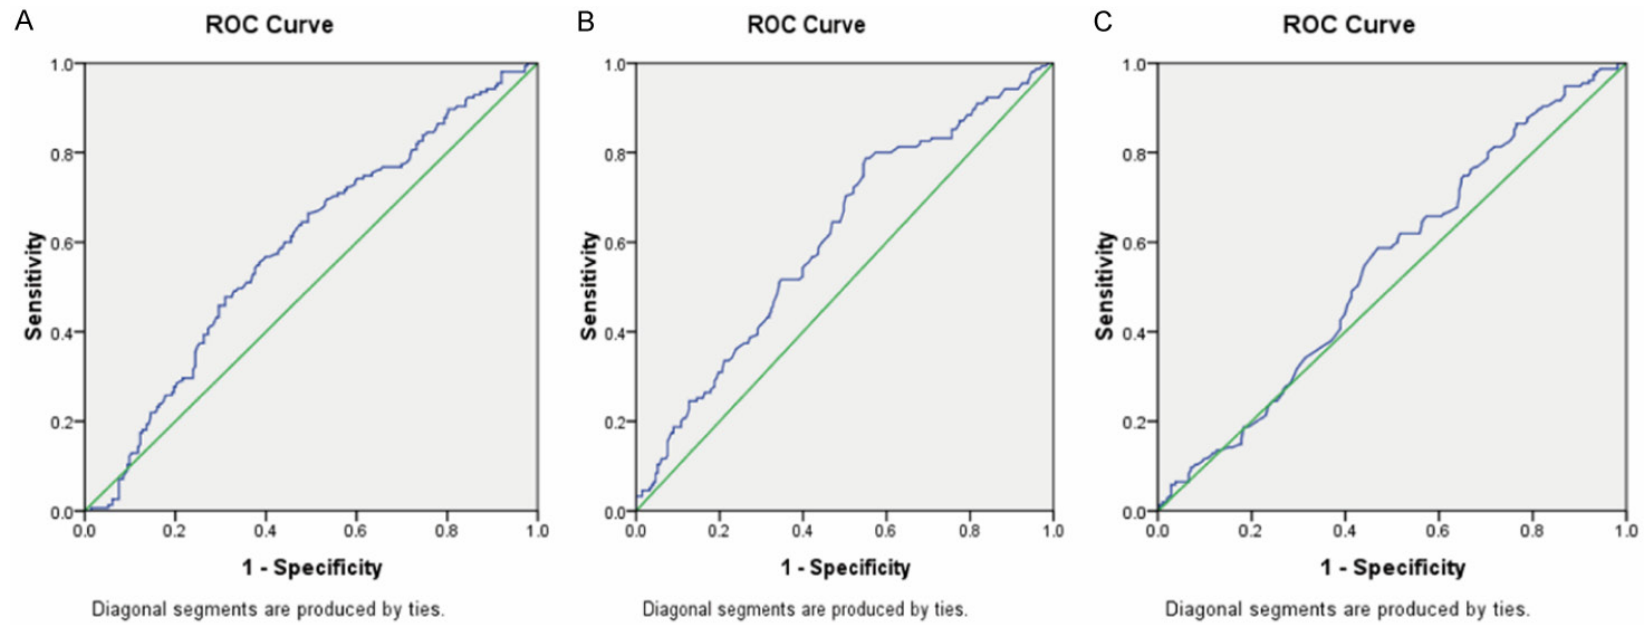 A
ROC Curve
1.0
0.8
0.6
0.4
0.2
0.0
Sensitivity
0.0 0.2 0.4 0.6 0.8 1.0
1 - Specificity
Diagonal segments are produced by ties.
B
ROC Curve
1.0
0.8
0.6
0.4
0.2
0.0
Sensitivity
0.0 0.2 0.4 0.6 0.8 1.0
1 - Specificity
Diagonal segments are produced by ties.
C
ROC Curve
1.0
0.8
0.6
0.4
0.2
0.0
Sensitivity
0.0 0.2 0.4 0.6 0.8 1.0
1 - Specificity
Diagonal segments are produced by ties.